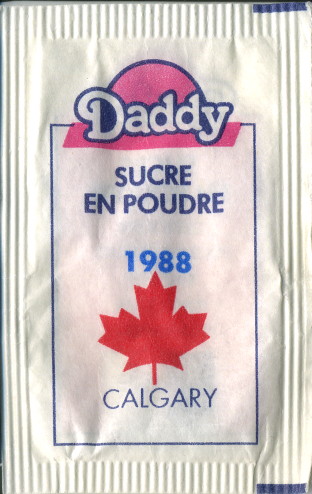 Daddy
SUCRE
EN POUDRE
1988
CALGARY